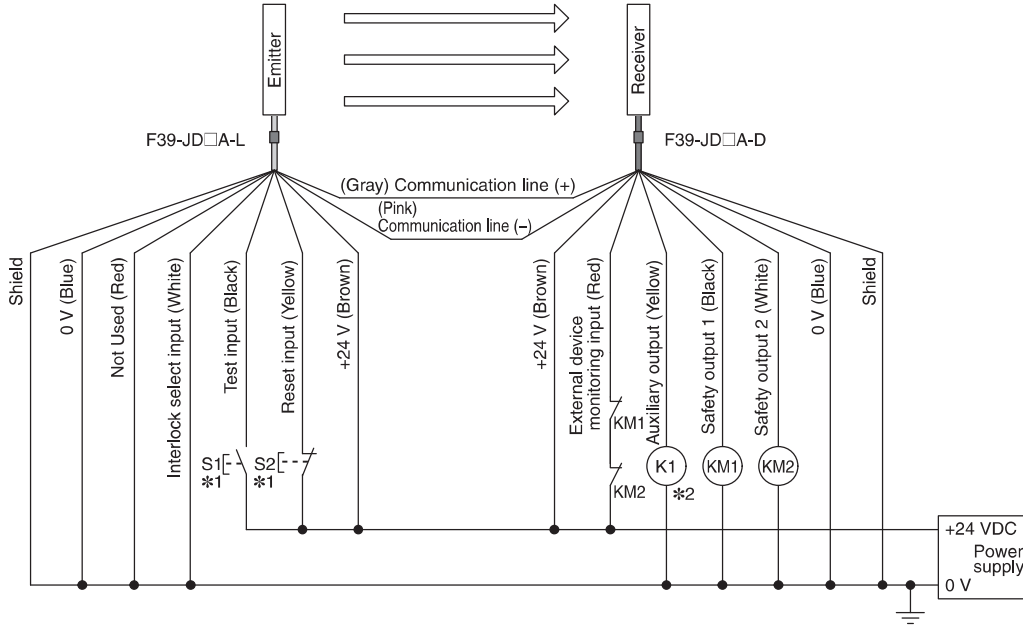 Emitter
Receiver
F39-JD□A-L
F39-JD□A-D
(Gray) Communication line (+)
(Pink)
Communication line (–)
Shield
0 V (Blue)
Not Used (Red)
Interlock select input (White)
Test input (Black)
Reset input (Yellow)
+24 V (Brown)
+24 V (Brown)
External device
monitoring input (Red)
Auxiliary output (Yellow)
Safety output 1 (Black)
Safety output 2 (White)
0 V (Blue)
Shield
S1
*1
S2
*1
KM1
KM2
K1
*2
KM1
KM2
+24 VDC
Power
supply
0 V